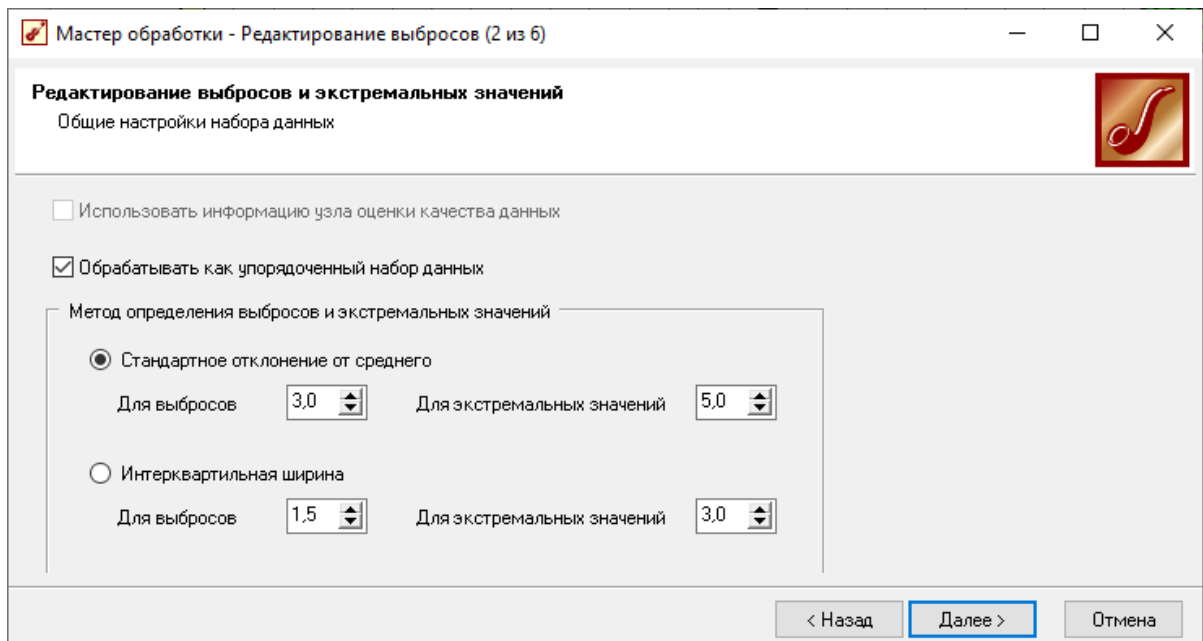 Мастер обработки - Редактирование выбросов (2 из 6)
Редактирование выбросов и экстремальных значений
Общие настройки набора данных
Использовать информацию узла оценки качества данных
Обрабатывать как упорядоченный набор данных
Метод определения выбросов и экстремальных значений
Стандартное отклонение от среднего
Для выбросов 3,0 Для экстремальных значений 5,0
Интерквартильная ширина
Для выбросов 1,5 Для экстремальных значений 3,0
< Назад Далее > Отмена